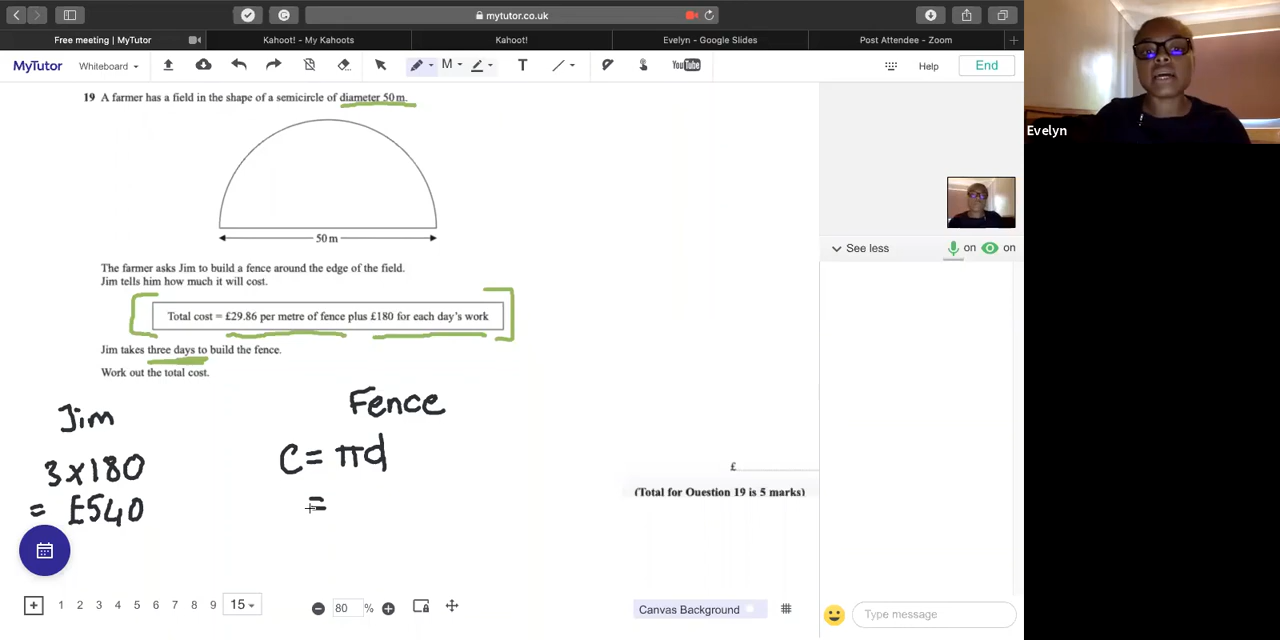 mytutor.co.uk
Free meeting | MyTutor
Kahoot! - My Kahoots
Kahoot!
Evelyn - Google Slides
Post Attendee - Zoom
MyTutor
Whiteboard
M
T
YouTube
Help
End
Evelyn
19 A farmer has a field in the shape of a semicircle of diameter 50 m.
50 m
The farmer asks Jim to build a fence around the edge of the field.
Jim tells him how much it will cost.
Total cost = £29.86 per metre of fence plus £180 for each day's work
Jim takes three days to build the fence.
Work out the total cost.
Jim
3x180
= £540
Fence
C = πd
=
£
(Total for Question 19 is 5 marks)
See less
on
on
1 2 3 4 5 6 7 8 9 15
80 %
Canvas Background
Type message